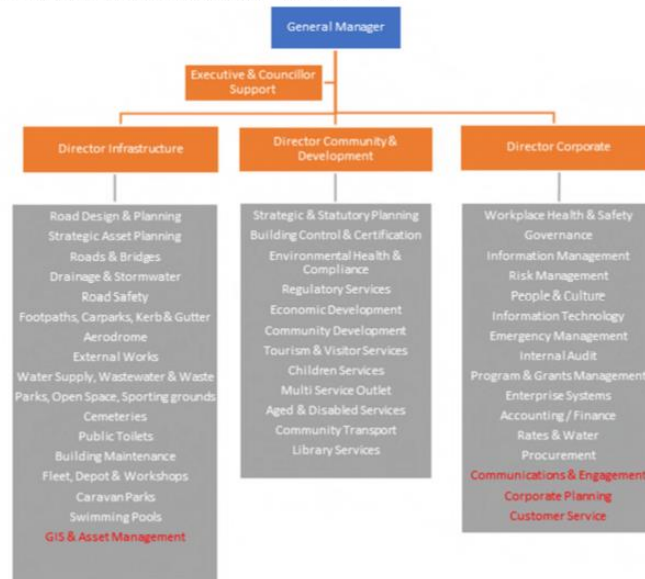 General Manager
Executive & Councillor
Support
Director Infrastructure
Road Design & Planning
Strategic Asset Planning
Roads & Bridges
Drainage & Stormwater
Road Safety
Footpaths, Carparks, Kerb & Gutter
Aerodrome
External Works
Water Supply, Wastewater & Waste
Parks, Open Space, Sporting grounds
Cemeteries
Public Toilets
Building Maintenance
Fleet, Depot & Workshops
Caravan Parks
Swimming Pools
GIS & Asset Management
Director Community &
Development
Strategic & Statutory Planning
Building Control & Certification
Environmental Health &
Compliance
Regulatory Services
Economic Development
Community Development
Tourism & Visitor Services
Children Services
Multi Service Outlet
Aged & Disabled Services
Community Transport
Library Services
Director Corporate
Workplace Health & Safety
Governance
Information Management
Risk Management
People & Culture
Information Technology
Emergency Management
Internal Audit
Program & Grants Management
Enterprise Systems
Accounting / Finance
Rates & Water
Procurement
Communications & Engagement
Corporate Planning
Customer Service